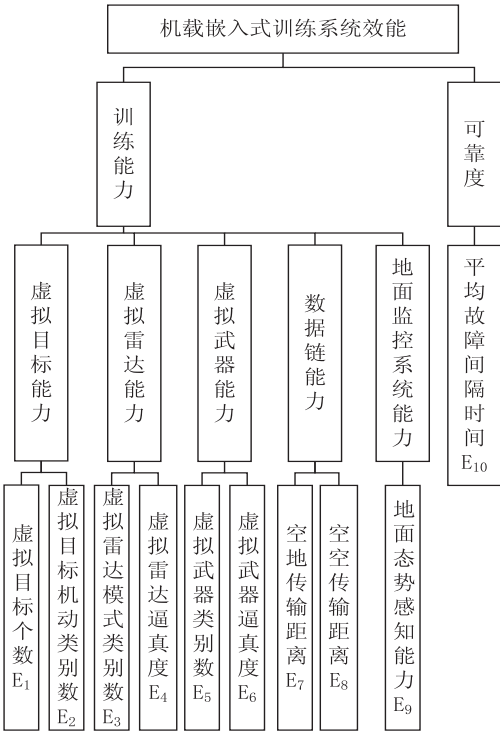 机载嵌入式训练系统效能
训练能力
可靠度
虚拟目标能力
虚拟雷达能力
虚拟武器能力
数据链能力
地面监控系统能力
平均故障间隔时间E10
虚拟目标个数E1
虚拟目标机动类别数E2
虚拟雷达模式类别数E3
虚拟雷达逼真度E4
虚拟武器类别数E5
虚拟武器逼真度E6
空地传输距离E7
空空传输距离E8
地面态势感知能力E9